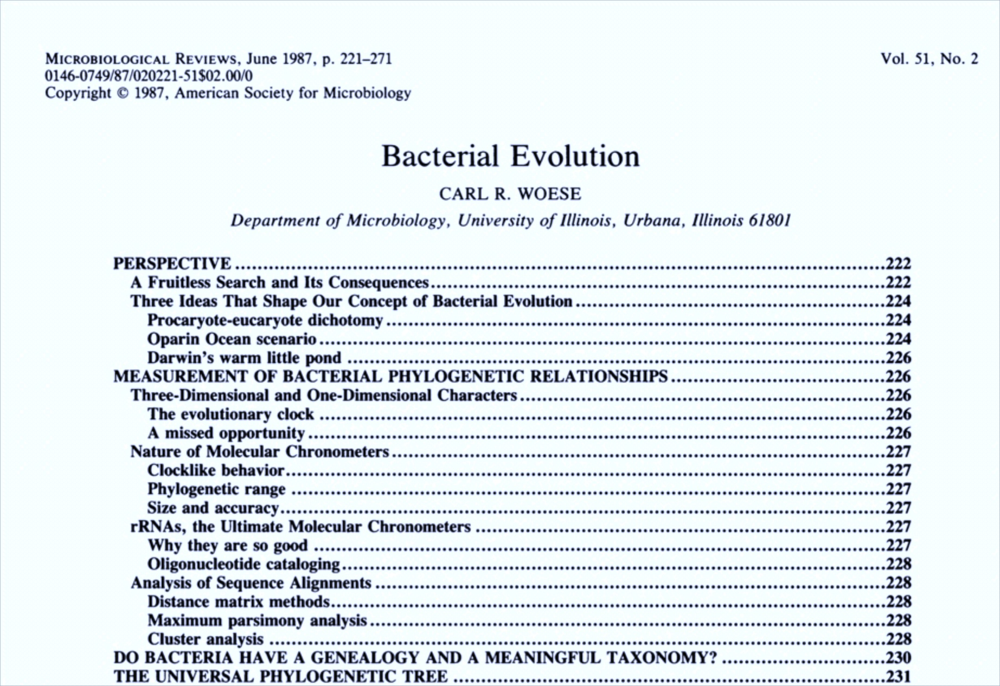 MICROBIOLOGICAL REVIEWS, June 1987, p. 221–271 Vol. 51, No. 2
0146-0749/87/020221-51$02.00/0
Copyright © 1987, American Society for Microbiology
Bacterial Evolution
CARL R. WOESE
Department of Microbiology, University of Illinois, Urbana, Illinois 61801
PERSPECTIVE ........ 222
A Fruitless Search and Its Consequences ........ 222
Three Ideas That Shape Our Concept of Bacterial Evolution ........ 224
Procaryote-eucaryote dichotomy ........ 224
Oparin Ocean scenario ........ 224
Darwin's warm little pond ........ 226
MEASUREMENT OF BACTERIAL PHYLOGENETIC RELATIONSHIPS ........ 226
Three-Dimensional and One-Dimensional Characters ........ 226
The evolutionary clock ........ 226
A missed opportunity ........ 226
Nature of Molecular Chronometers ........ 227
Clocklike behavior ........ 227
Phylogenetic range ........ 227
Size and accuracy ........ 227
rRNAs, the Ultimate Molecular Chronometers ........ 227
Why they are so good ........ 227
Oligonucleotide cataloging ........ 228
Analysis of Sequence Alignments ........ 228
Distance matrix methods ........ 228
Maximum parsimony analysis ........ 228
Cluster analysis ........ 228
DO BACTERIA HAVE A GENEALOGY AND A MEANINGFUL TAXONOMY? ........ 230
THE UNIVERSAL PHYLOGENETIC TREE ........ 231